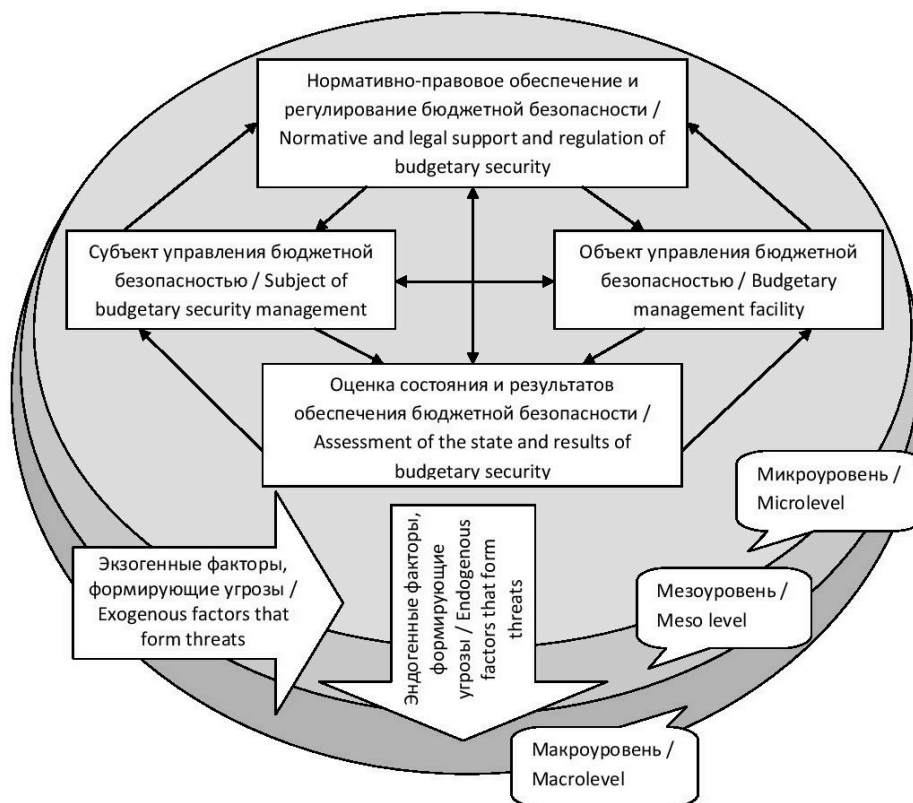 Нормативно-правовое обеспечение и
регулирование бюджетной безопасности /
Normative and legal support and regulation of
budgetary security
Субъект управления бюджетной
безопасностью / Subject of
budgetary security management
Объект управления бюджетной
безопасностью / Budgetary
management facility
Оценка состояния и результатов
обеспечения бюджетной безопасности /
Assessment of the state and results of
budgetary security
Микроуровень /
Microlevel
Экзогенные факторы,
формирующие угрозы /
Exogenous factors that
form threats
Эндогенные факторы,
формирующие
угрозы / Endogenous
factors that form
threats
Мезоуровень /
Meso level
Макроуровень /
Macrolevel